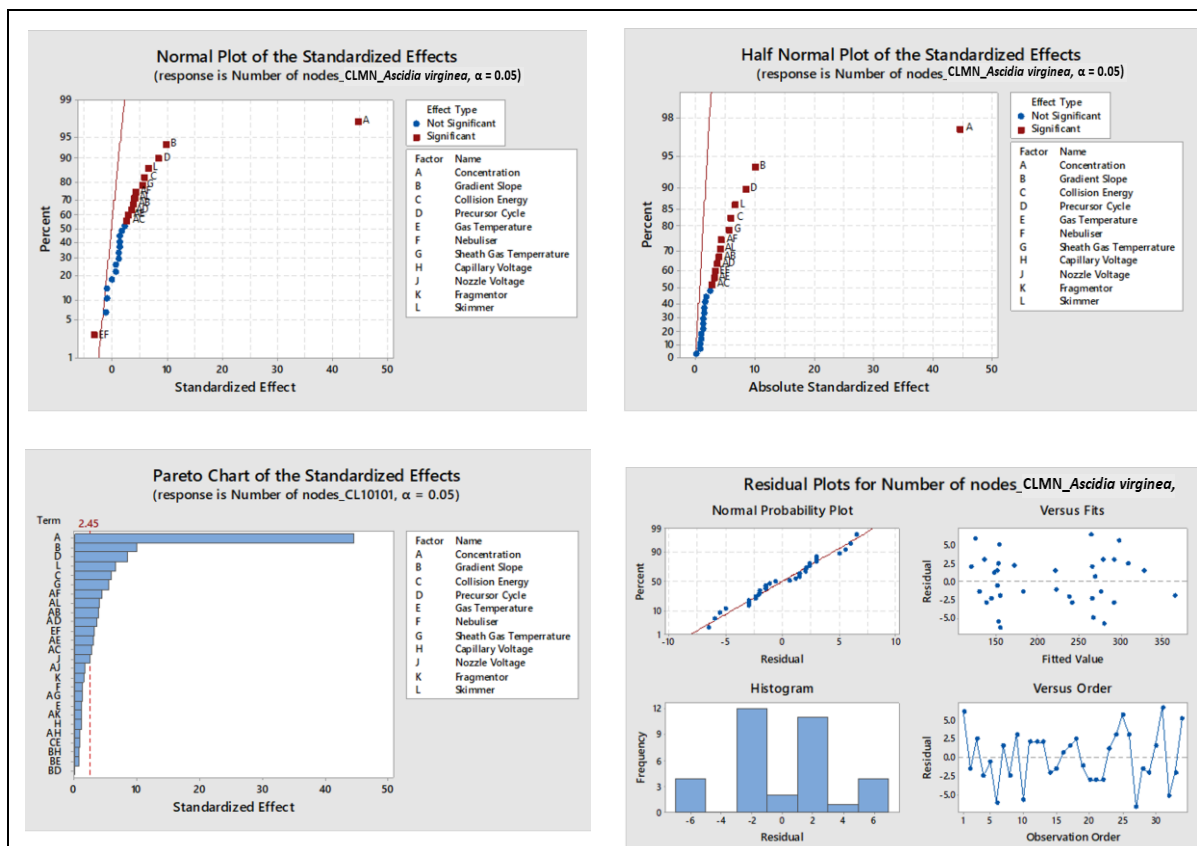 Normal Plot of the Standardized Effects
(response is Number of nodes_CLMN_Ascidia virginea, α = 0.05)
99
95
90
80
70
60
50
40
30
20
10
5
1
Percent
A
B
D
L
C
G
EF
0 10 20 30 40 50
Standardized Effect
Effect Type
Not Significant
Significant
Factor Name
A Concentration
B Gradient Slope
C Collision Energy
D Precursor Cycle
E Gas Temperature
F Nebuliser
G Sheath Gas Temperrature
H Capillary Voltage
J Nozzle Voltage
K Fragmentor
L Skimmer
Half Normal Plot of the Standardized Effects
(response is Number of nodes_CLMN_Ascidia virginea, α = 0.05)
98
95
90
85
80
70
60
50
40
30
20
10
0
Percent
A
B
D
L
C
G
AF
AL
AB
AD
EF
AE
AC
0 10 20 30 40 50
Absolute Standardized Effect
Effect Type
Not Significant
Significant
Factor Name
A Concentration
B Gradient Slope
C Collision Energy
D Precursor Cycle
E Gas Temperature
F Nebuliser
G Sheath Gas Temperrature
H Capillary Voltage
J Nozzle Voltage
K Fragmentor
L Skimmer
Pareto Chart of the Standardized Effects
(response is Number of nodes_CL10101, α = 0.05)
Term
2.45
A
B
D
L
C
G
AF
AL
AB
AD
EF
AE
AC
J
AJ
K
F
AG
E
AK
H
AH
CE
BH
BE
BD
0 10 20 30 40 50
Standardized Effect
Factor Name
A Concentration
B Gradient Slope
C Collision Energy
D Precursor Cycle
E Gas Temperature
F Nebuliser
G Sheath Gas Temperrature
H Capillary Voltage
J Nozzle Voltage
K Fragmentor
L Skimmer
Residual Plots for Number of nodes_CLMN_Ascidia virginea,
Normal Probability Plot
99
90
50
10
1
Percent
-10 -5 0 5 10
Residual
Versus Fits
5.0
2.5
0.0
-2.5
-5.0
Residual
150 200 250 300 350
Fitted Value
Histogram
12
9
6
3
0
Frequency
-6 -4 -2 0 2 4 6
Residual
Versus Order
5.0
2.5
0.0
-2.5
-5.0
Residual
1 5 10 15 20 25 30
Observation Order